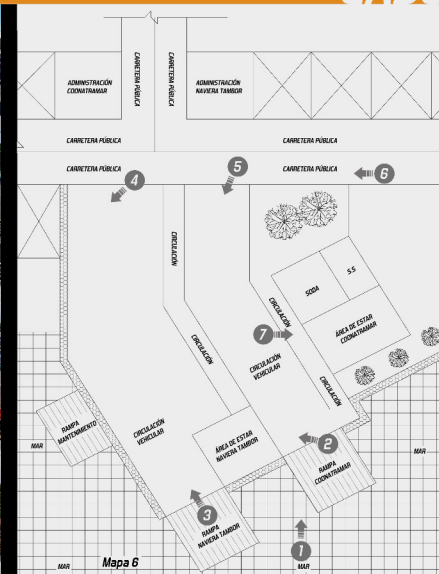 CARRETERA PÚBLICA
CARRETERA PÚBLICA
ADMINISTRACIÓN
COONATRAMAR
ADMINISTRACIÓN
NAVIERA TAMBOR
CARRETERA PÚBLICA
CARRETERA PÚBLICA
CARRETERA PÚBLICA
CARRETERA PÚBLICA
4
5
6
CIRCULACIÓN
SODA
S.S
ÁREA DE ESTAR
COONATRAMAR
CIRCULACIÓN
7
CIRCULACIÓN
CIRCULACIÓN
VEHICULAR
CIRCULACIÓN
RAMPA
MANTENIMIENTO
MAR
CIRCULACIÓN
VEHICULAR
ÁREA DE ESTAR
NAVIERA TAMBOR
2
RAMPA
COONATRAMAR
MAR
3
RAMPA
NAVIERA TAMBOR
1
MAR
Mapa 6
MAR